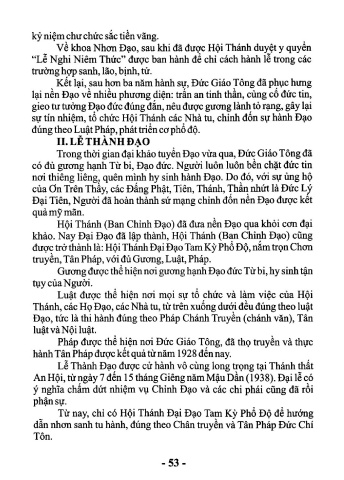 kỷ niệm chư chức sắc tiền vãng.
Về khoa Nhơn Đạo, sau khi đã được Hội Thánh duyệt y quyển
“Lễ Nghi Niêm Thức” được ban hành để chỉ cách hành lễ trong các
trường hợp sanh, lão, bịnh, tử.
Kết lại, sau hơn ba năm hành sự, Đức Giáo Tông đã phục hưng
lại nền Đạo về nhiều phương diện: trấn an tinh thần, củng cố đức tin,
gieo tư tưởng Đạo đức đúng đắn, nêu được gương lành tỏ rạng, gây lại
sự tín nhiệm, tổ chức Hội Thánh các Nhà tu, chỉnh đốn sự hành Đạo
đúng theo Luật Pháp, phát triển cơ phổ độ.
II. LỄ THÀNH ĐẠO
Trong thời gian đại khảo tuyển Đạo vừa qua, Đức Giáo Tông đã
có đủ gương hạnh Từ bi, Đạo đức. Người luôn luôn bền chặt đức tin
nơi thiêng liêng, quên mình hy sinh hành Đạo. Do đó, với sự ủng hộ
của Ơn Trên Thầy, các Đấng Phật, Tiên, Thánh, Thần nhứt là Đức Lý
Đại Tiên, Người đã hoàn thành sứ mạng chỉnh đốn nền Đạo được kết
quả mỹ mãn.
Hội Thánh (Ban Chỉnh Đạo) đã đưa nền Đạo qua khỏi cơn đại
khảo. Nay Đại Đạo đã lập thành, Hội Thánh (Ban Chỉnh Đạo) cũng
được trở thành là: Hội Thánh Đại Đạo Tam Kỳ Phổ Độ, nắm trọn Chơn
truyền, Tân Pháp, với đủ Gương, Luật, Pháp.
Gương được thể hiện nơi gương hạnh Đạo đức Từ bi, hy sinh tận
tụy của Người.
Luật được thể hiện nơi mọi sự tổ chức và làm việc của Hội
Thánh, các Họ Đạo, các Nhà tu, từ trên xuống dưới đều đúng theo luật
Đạo, tức là thi hành đúng theo Pháp Chánh Truyền (chánh văn), Tân
luật và Nội luật.
Pháp được thể hiện nơi Đức Giáo Tông, đã thọ truyền và thực
hành Tân Pháp được kết quả từ năm 1928 đến nay.
Lễ Thành Đạo được cử hành vô cùng long trọng tại Thánh thất
An Hội, từ ngày 7 đến 15 tháng Giêng năm Mậu Dần (1938). Đại lễ có
ý nghĩa chấm dứt nhiệm vụ Chỉnh Đạo và các chi phái cũng đã rồi
phận sự.
Từ nay, chỉ có Hội Thánh Đại Đạo Tam Kỳ Phổ Độ để hướng
dẫn nhơn sanh tu hành, đúng theo Chân truyền và Tân Pháp Đức Chí
Tôn.
- 53 -